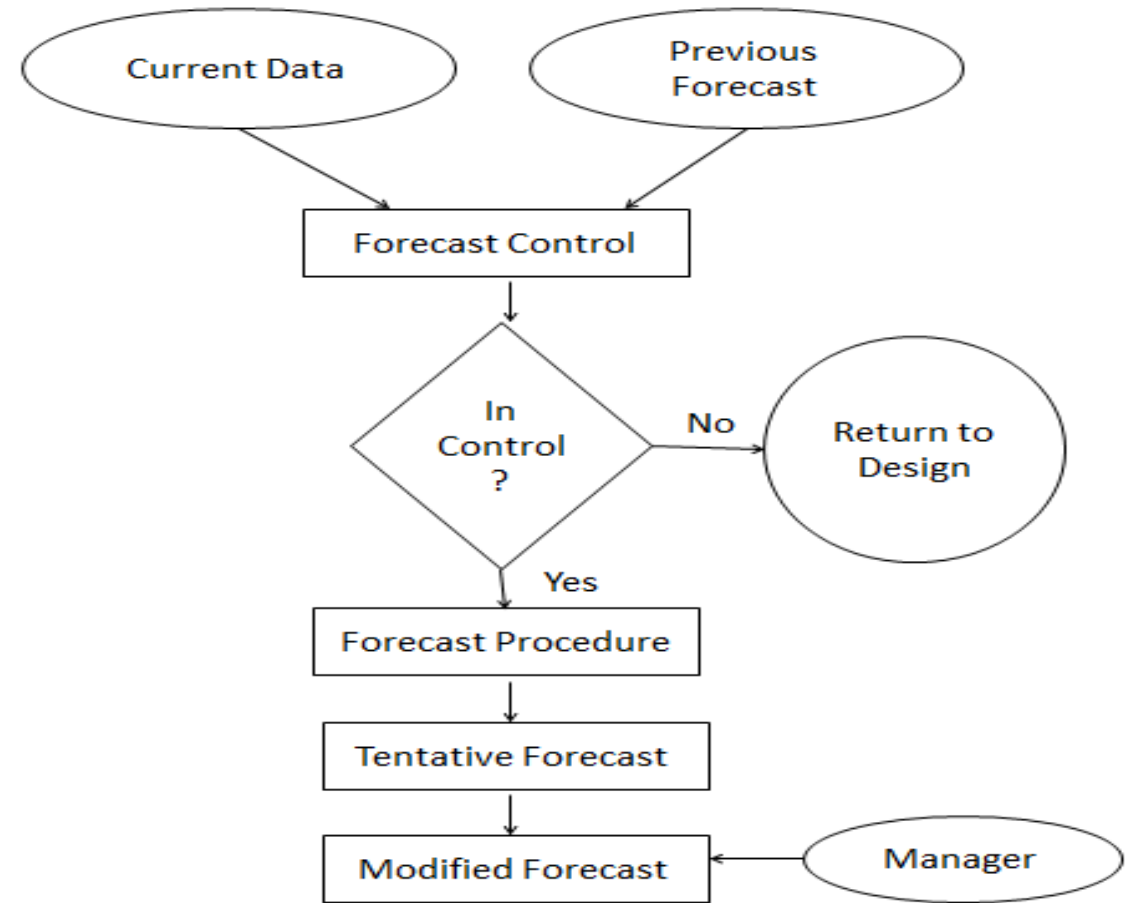 Current Data
Previous
Forecast
Forecast Control
In
Control
?
No
Return to
Design
Yes
Forecast Procedure
Tentative Forecast
Modified Forecast
Manager